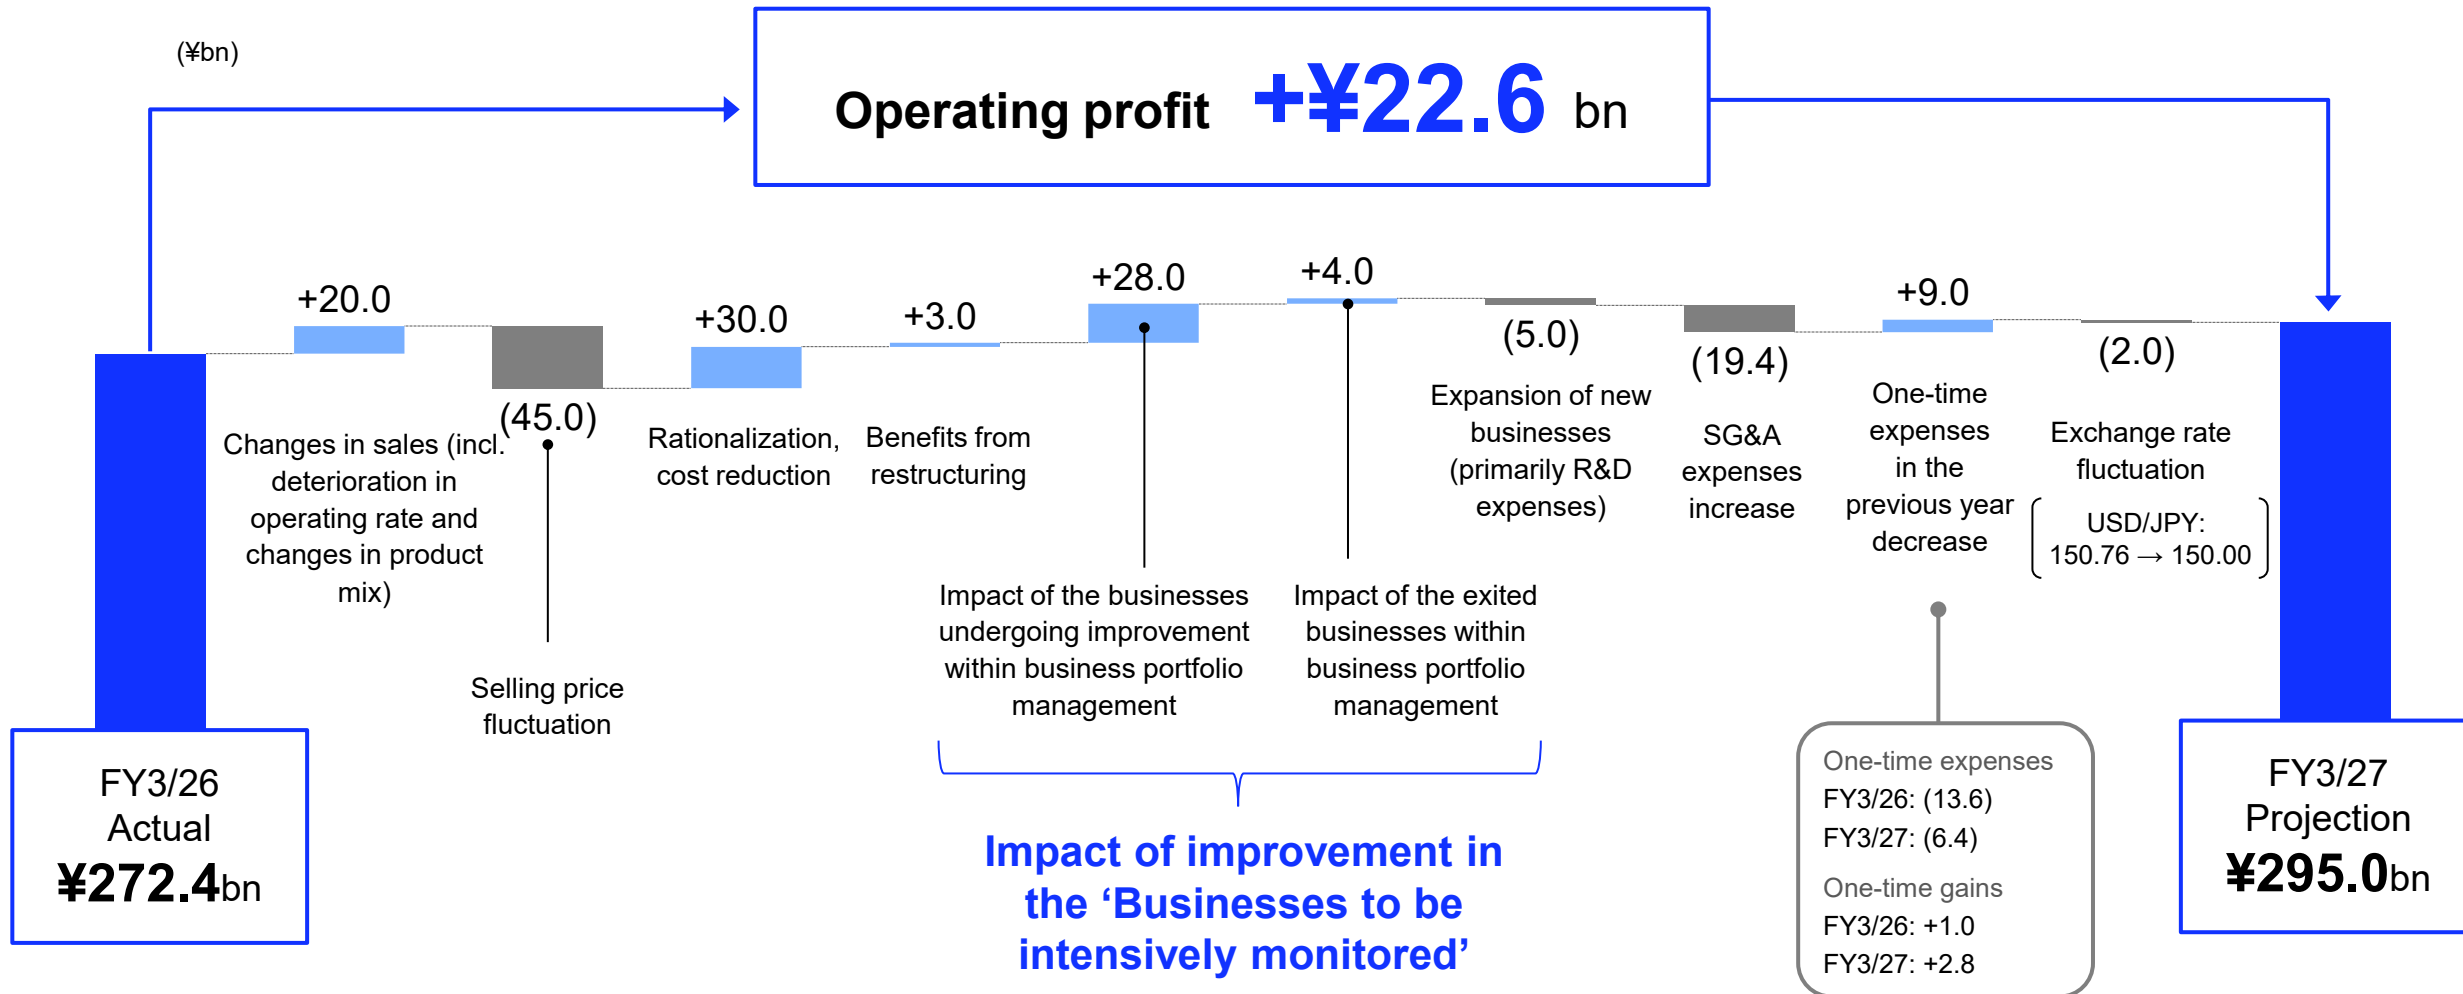 (¥bn)
Operating profit +¥22.6 bn
+20.0
Changes in sales (incl.
deterioration in
operating rate and
changes in product
mix)
(45.0)
Selling price
fluctuation
+30.0
Rationalization,
cost reduction
+3.0
Benefits from
restructuring
+28.0
Impact of the businesses
undergoing improvement
within business portfolio
management
+4.0
Impact of the exited
businesses within
business portfolio
management
Impact of improvement in
the ‘Businesses to be
intensively monitored’
(5.0)
Expansion of new
businesses
(primarily R&D
expenses)
(19.4)
SG&A
expenses
increase
+9.0
One-time
expenses
in the
previous year
decrease
One-time expenses
FY3/26: (13.6)
FY3/27: (6.4)
One-time gains
FY3/26: +1.0
FY3/27: +2.8
(2.0)
Exchange rate
fluctuation
USD/JPY:
150.76 → 150.00
FY3/26
Actual
¥272.4bn
FY3/27
Projection
¥295.0bn